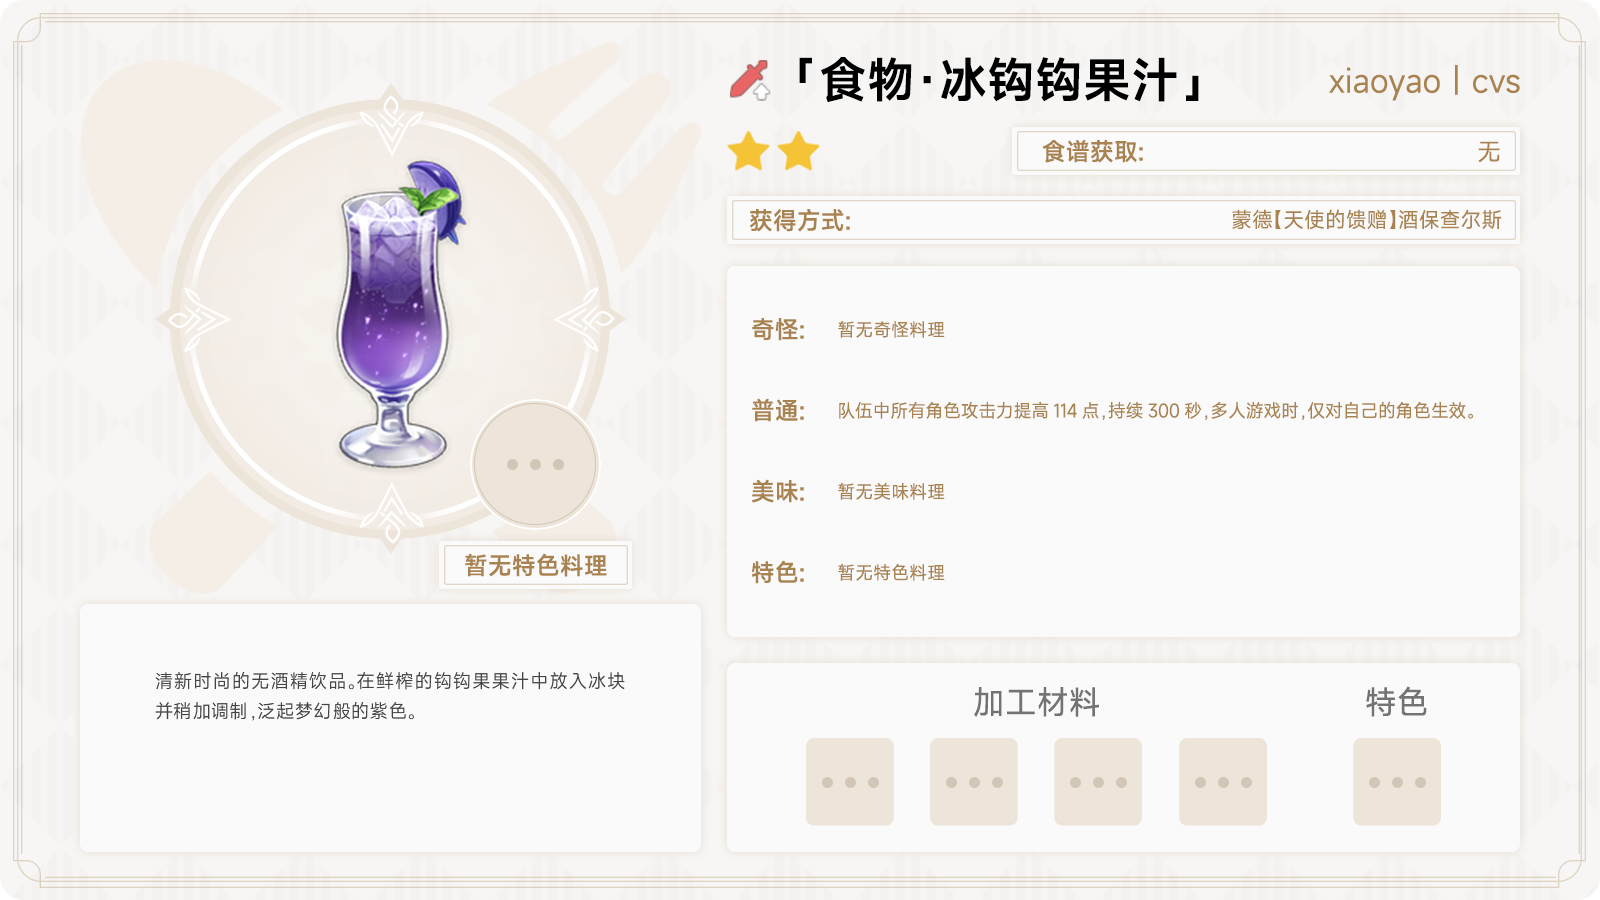 「食物·冰钩钩果汁」
xiaoyao | cvs
食谱获取:
无
获得方式:
蒙德【天使的馈赠】酒保查尔斯
奇怪:
暂无奇怪料理
普通:
队伍中所有角色攻击力提高 114 点,持续 300 秒,多人游戏时,仅对自己的角色生效。
美味:
暂无美味料理
特色:
暂无特色料理
暂无特色料理
清新时尚的无酒精饮品。在鲜榨的钩钩果果汁中放入冰块
并稍加调制,泛起梦幻般的紫色。
加工材料
特色